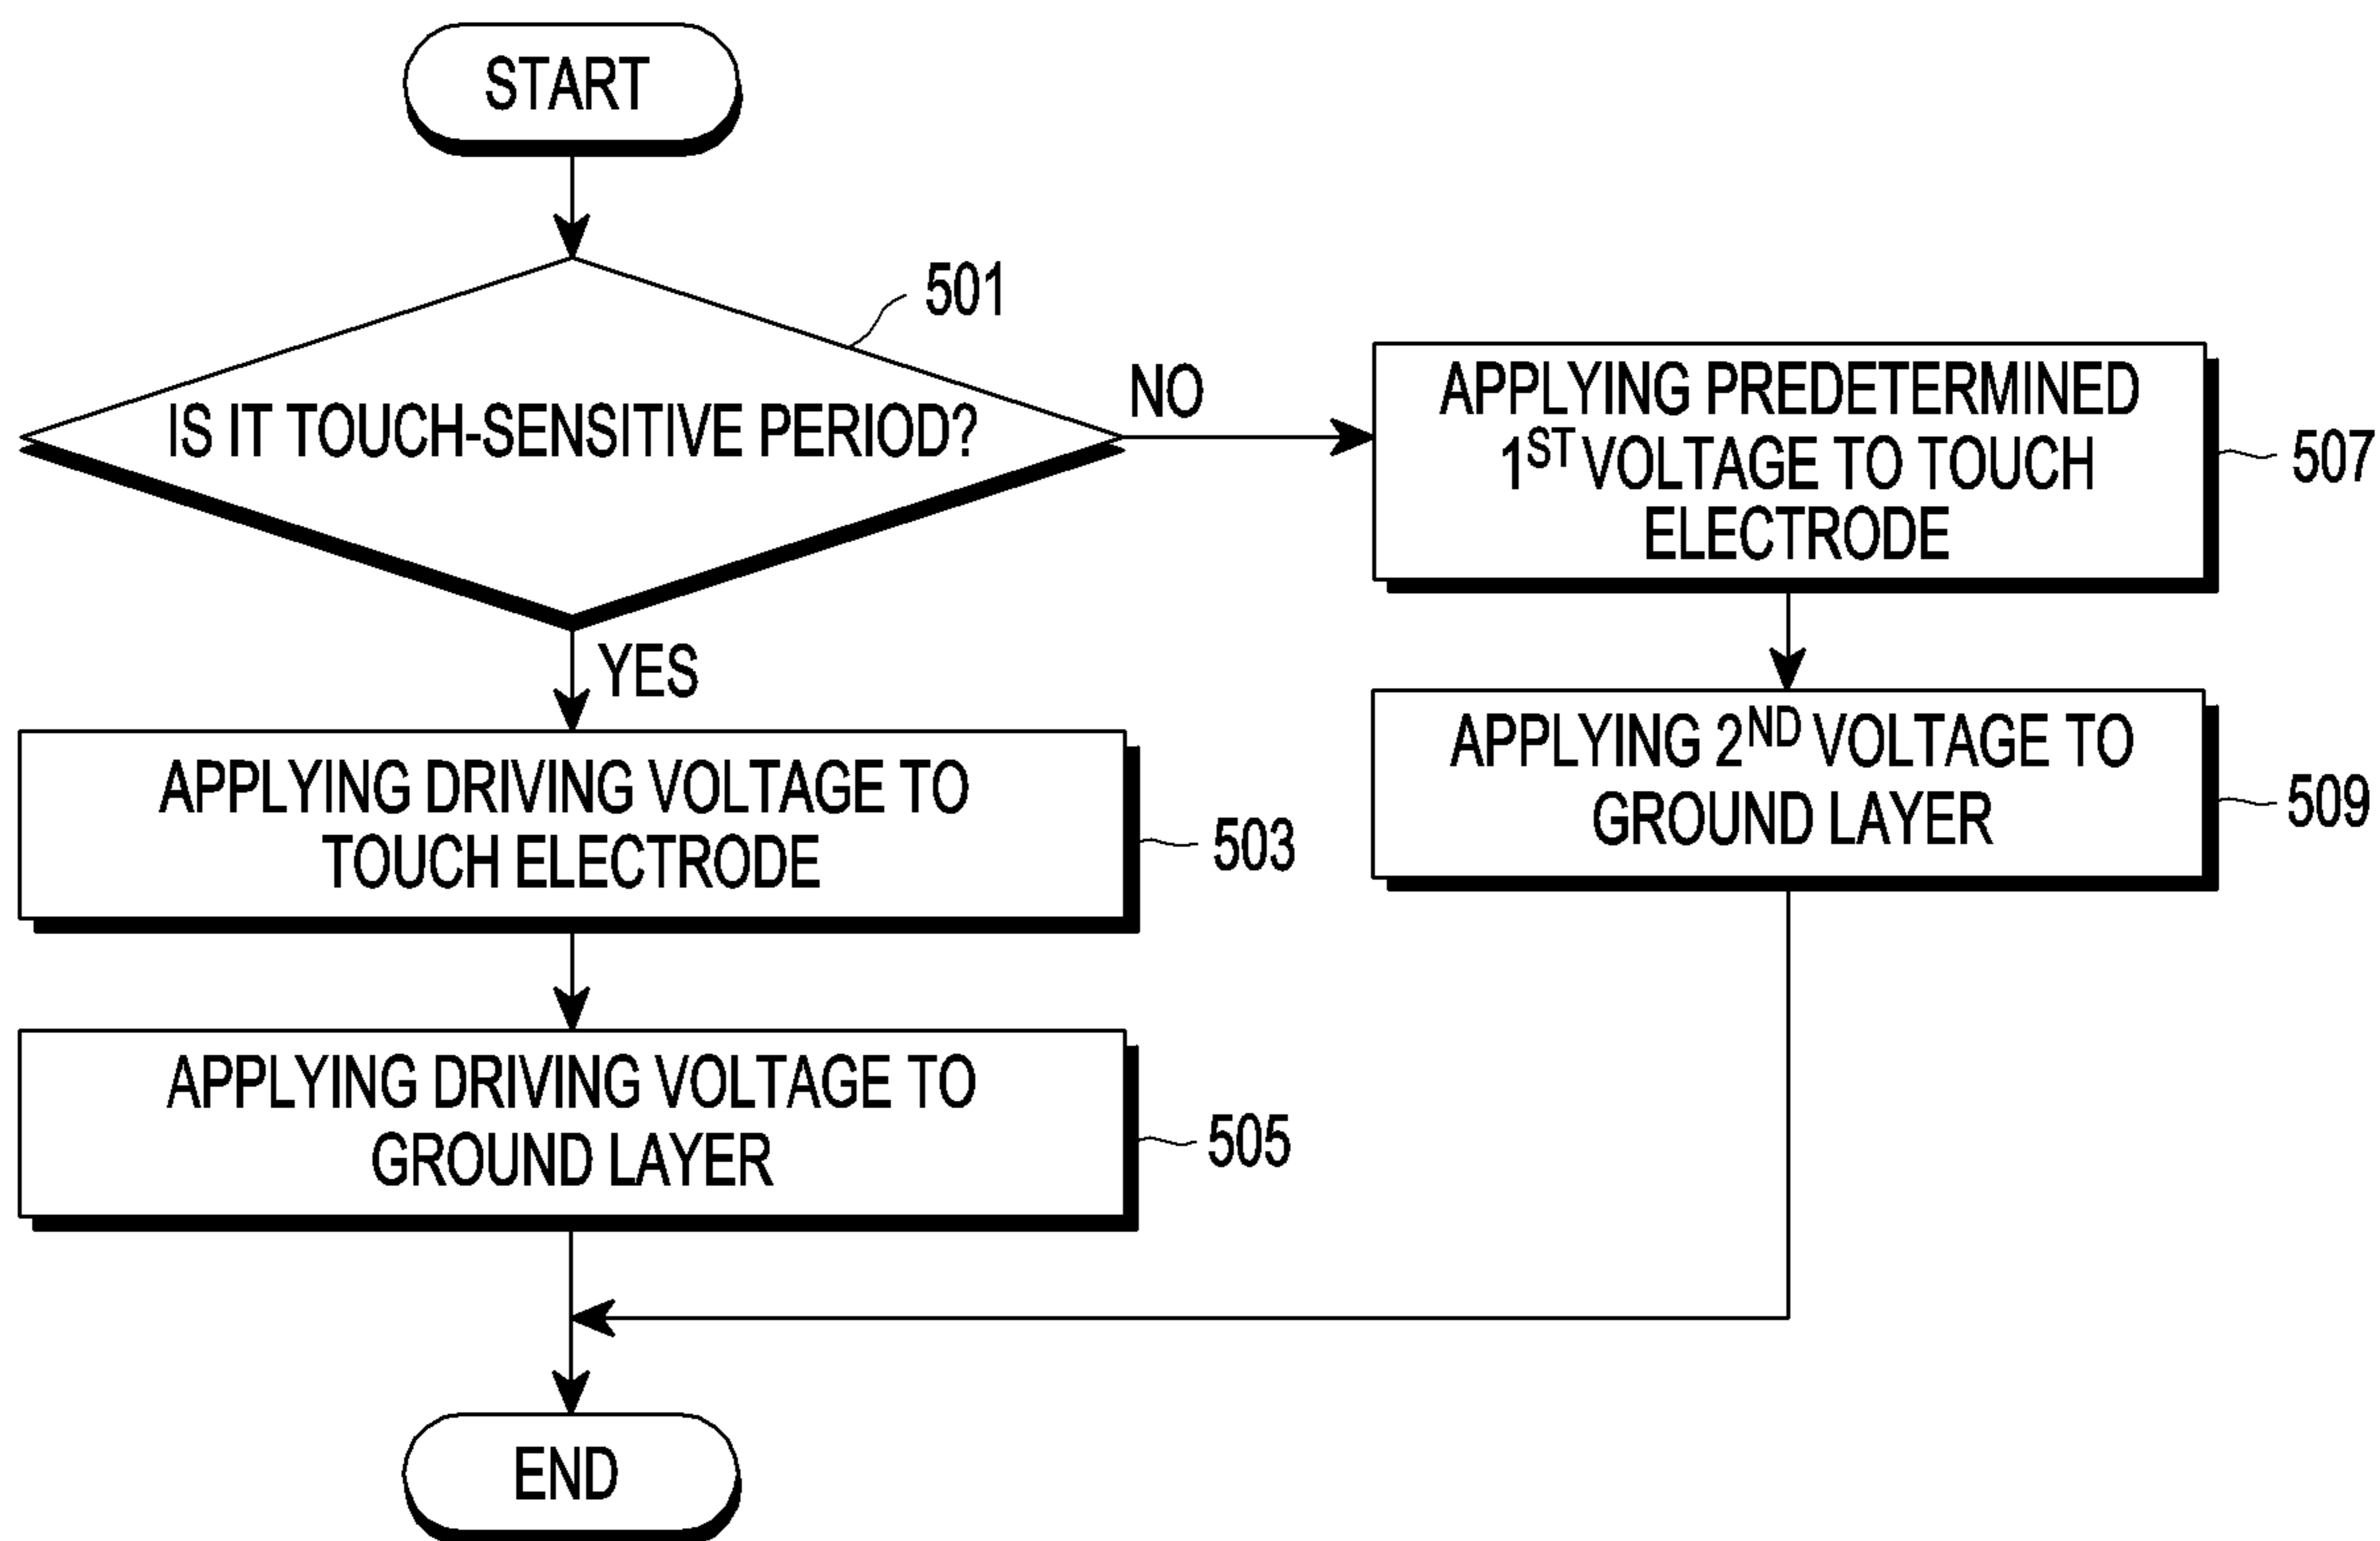 START
501
IS IT TOUCH-SENSITIVE PERIOD?
NO
APPLYING PREDETERMINED
1ST VOLTAGE TO TOUCH
ELECTRODE
507
YES
APPLYING DRIVING VOLTAGE TO
TOUCH ELECTRODE
503
APPLYING 2ND VOLTAGE TO
GROUND LAYER
509
APPLYING DRIVING VOLTAGE TO
GROUND LAYER
505
END